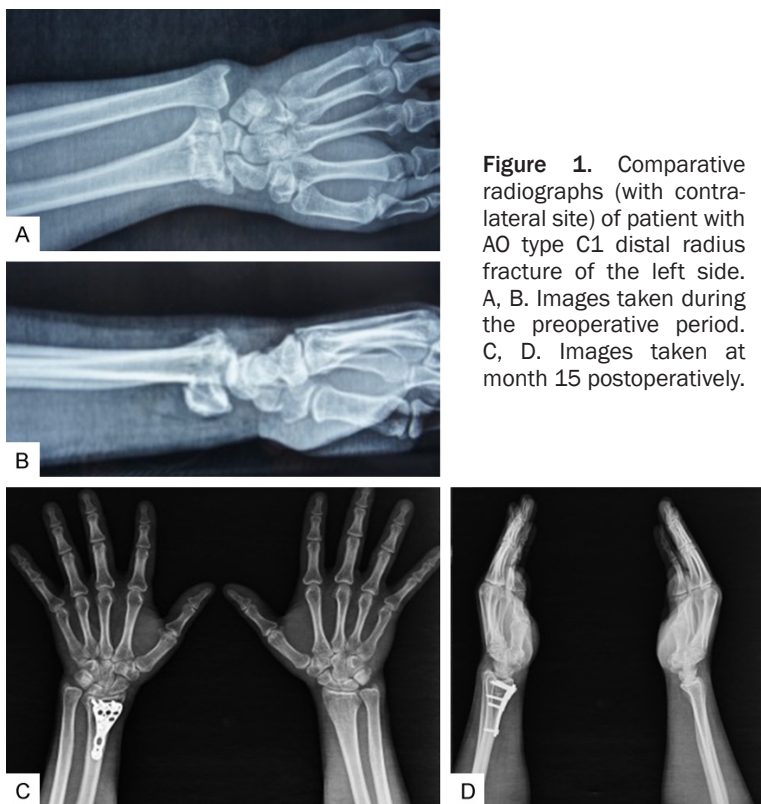 A
B
C
D
Figure 1. Comparative
radiographs (with contra-
lateral site) of patient with
AO type C1 distal radius
fracture of the left side.
A, B. Images taken during
the preoperative period.
C, D. Images taken at
month 15 postoperatively.